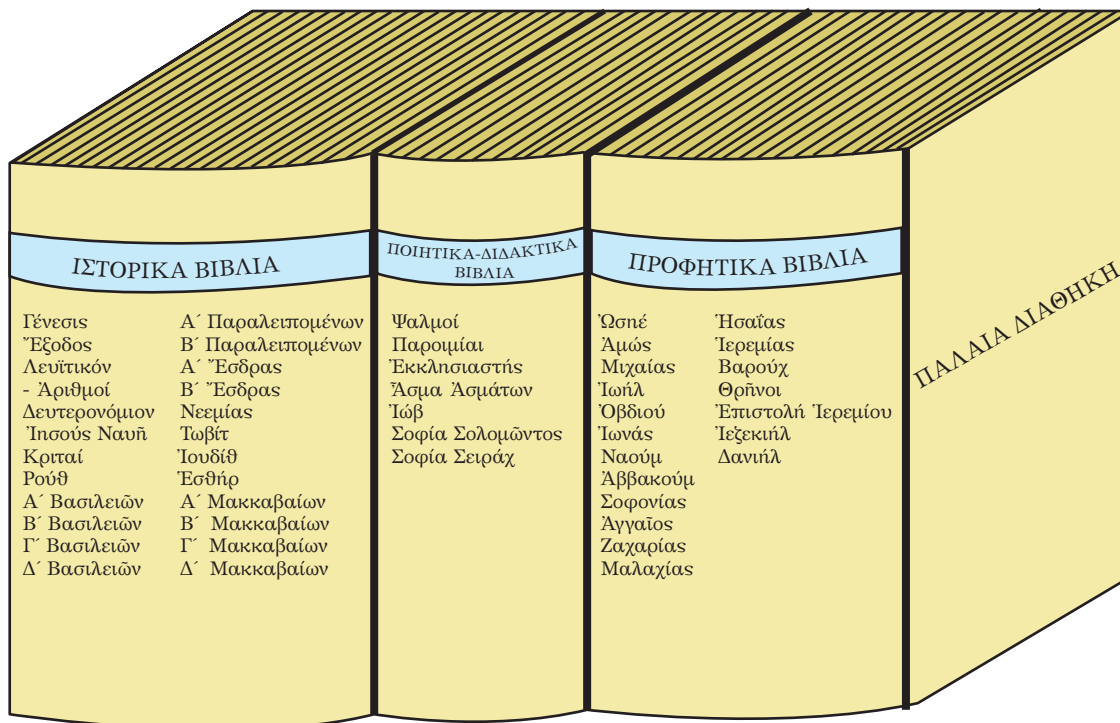 ΙΣΤΟΡΙΚΑ ΒΙΒΛΙΑ
Γένεσις
Ἔξοδος
Λευϊτικόν
- Ἀριθμοί
Δευτερονόμιον
Ἰησούς Ναυῆ
Κριταί
Ρούθ
Α΄ Βασιλειῶν
Β΄ Βασιλειῶν
Γ΄ Βασιλειῶν
Δ΄ Βασιλειῶν
Α΄ Παραλειπομένων
Β΄ Παραλειπομένων
Α΄ Ἔσδρας
Β΄ Ἔσδρας
Νεεμίας
Τωβίτ
Ἰουδίθ
Ἐσθήρ
Α΄ Μακκαβαίων
Β΄ Μακκαβαίων
Γ΄ Μακκαβαίων
Δ΄ Μακκαβαίων
ΠΟΙΗΤΙΚΑ-ΔΙΔΑΚΤΙΚΑ
ΒΙΒΛΙΑ
Ψαλμοί
Παροιμίαι
Ἐκκλησιαστής
Ἆσμα Ἀσμάτων
Ἰώβ
Σοφία Σολομῶντος
Σοφία Σειράχ
ΠΡΟΦΗΤΙΚΑ ΒΙΒΛΙΑ
Ὠσηέ
Ἀμώς
Μιχαίας
Ἰωήλ
Ὀβδιού
Ἰωνάς
Ναούμ
Ἀββακούμ
Σοφονίας
Ἀγγαῖος
Ζαχαρίας
Μαλαχίας
Ἠσαΐας
Ἰερεμίας
Βαρούχ
Θρῆνοι
Ἐπιστολή Ἰερεμίου
Ἰεζεκιήλ
Δανιήλ
ΠΑΛΑΙΑ ΔΙΑΘΗΚΗ